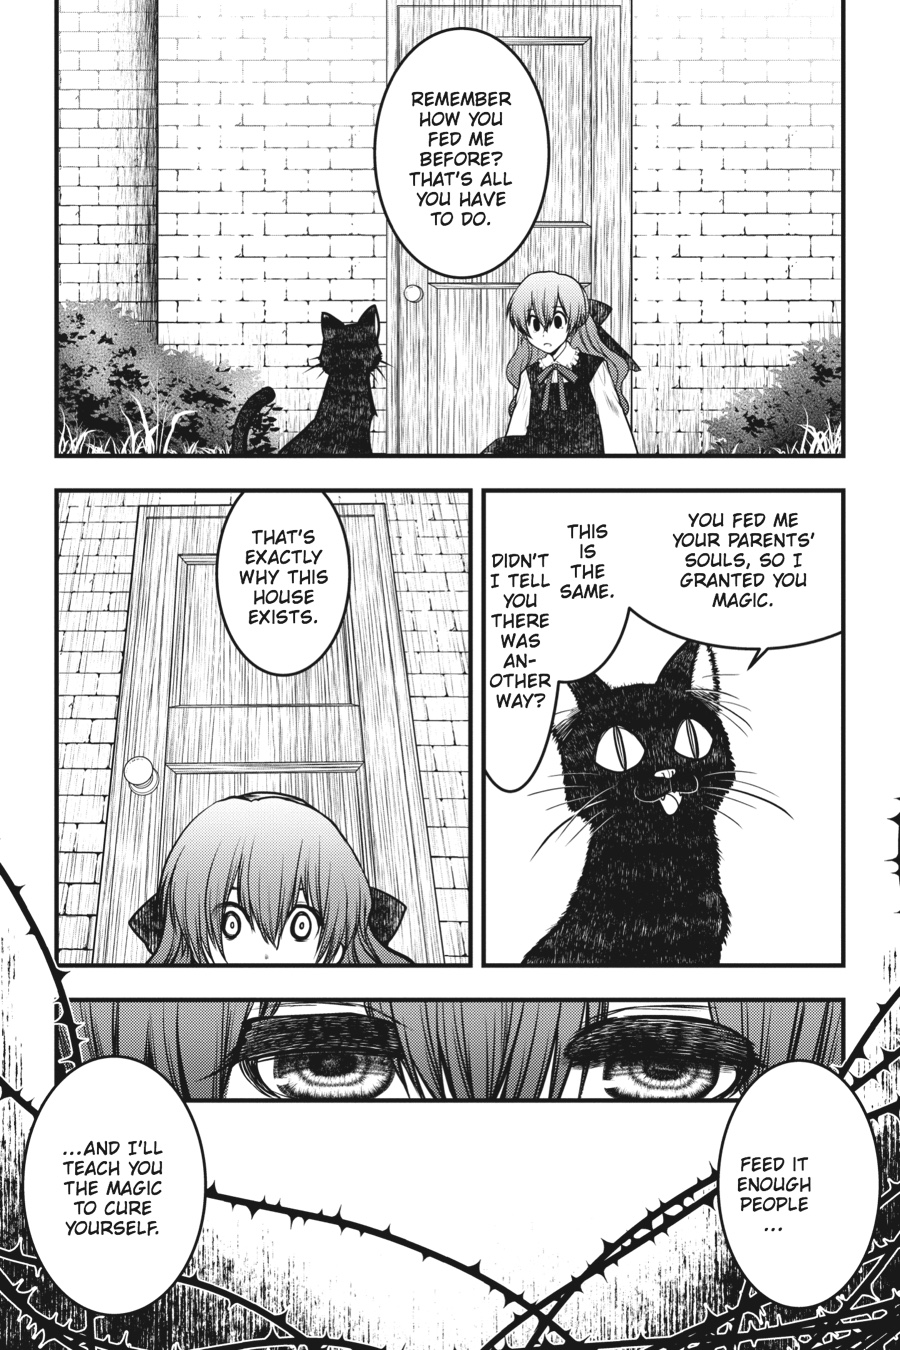 REMEMBER
HOW YOU
FED ME
BEFORE?
THAT'S ALL
YOU HAVE
TO DO.
YOU FED ME
YOUR PARENTS'
SOULS, SO I
GRANTED YOU
MAGIC.
THIS
IS
THE
SAME.
DIDN'T
I TELL
YOU
THERE
WAS
AN-
OTHER
WAY?
THAT'S
EXACTLY
WHY THIS
HOUSE
EXISTS.
FEED IT
ENOUGH
PEOPLE
...
...AND I'LL
TEACH YOU
THE MAGIC
TO CURE
YOURSELF.